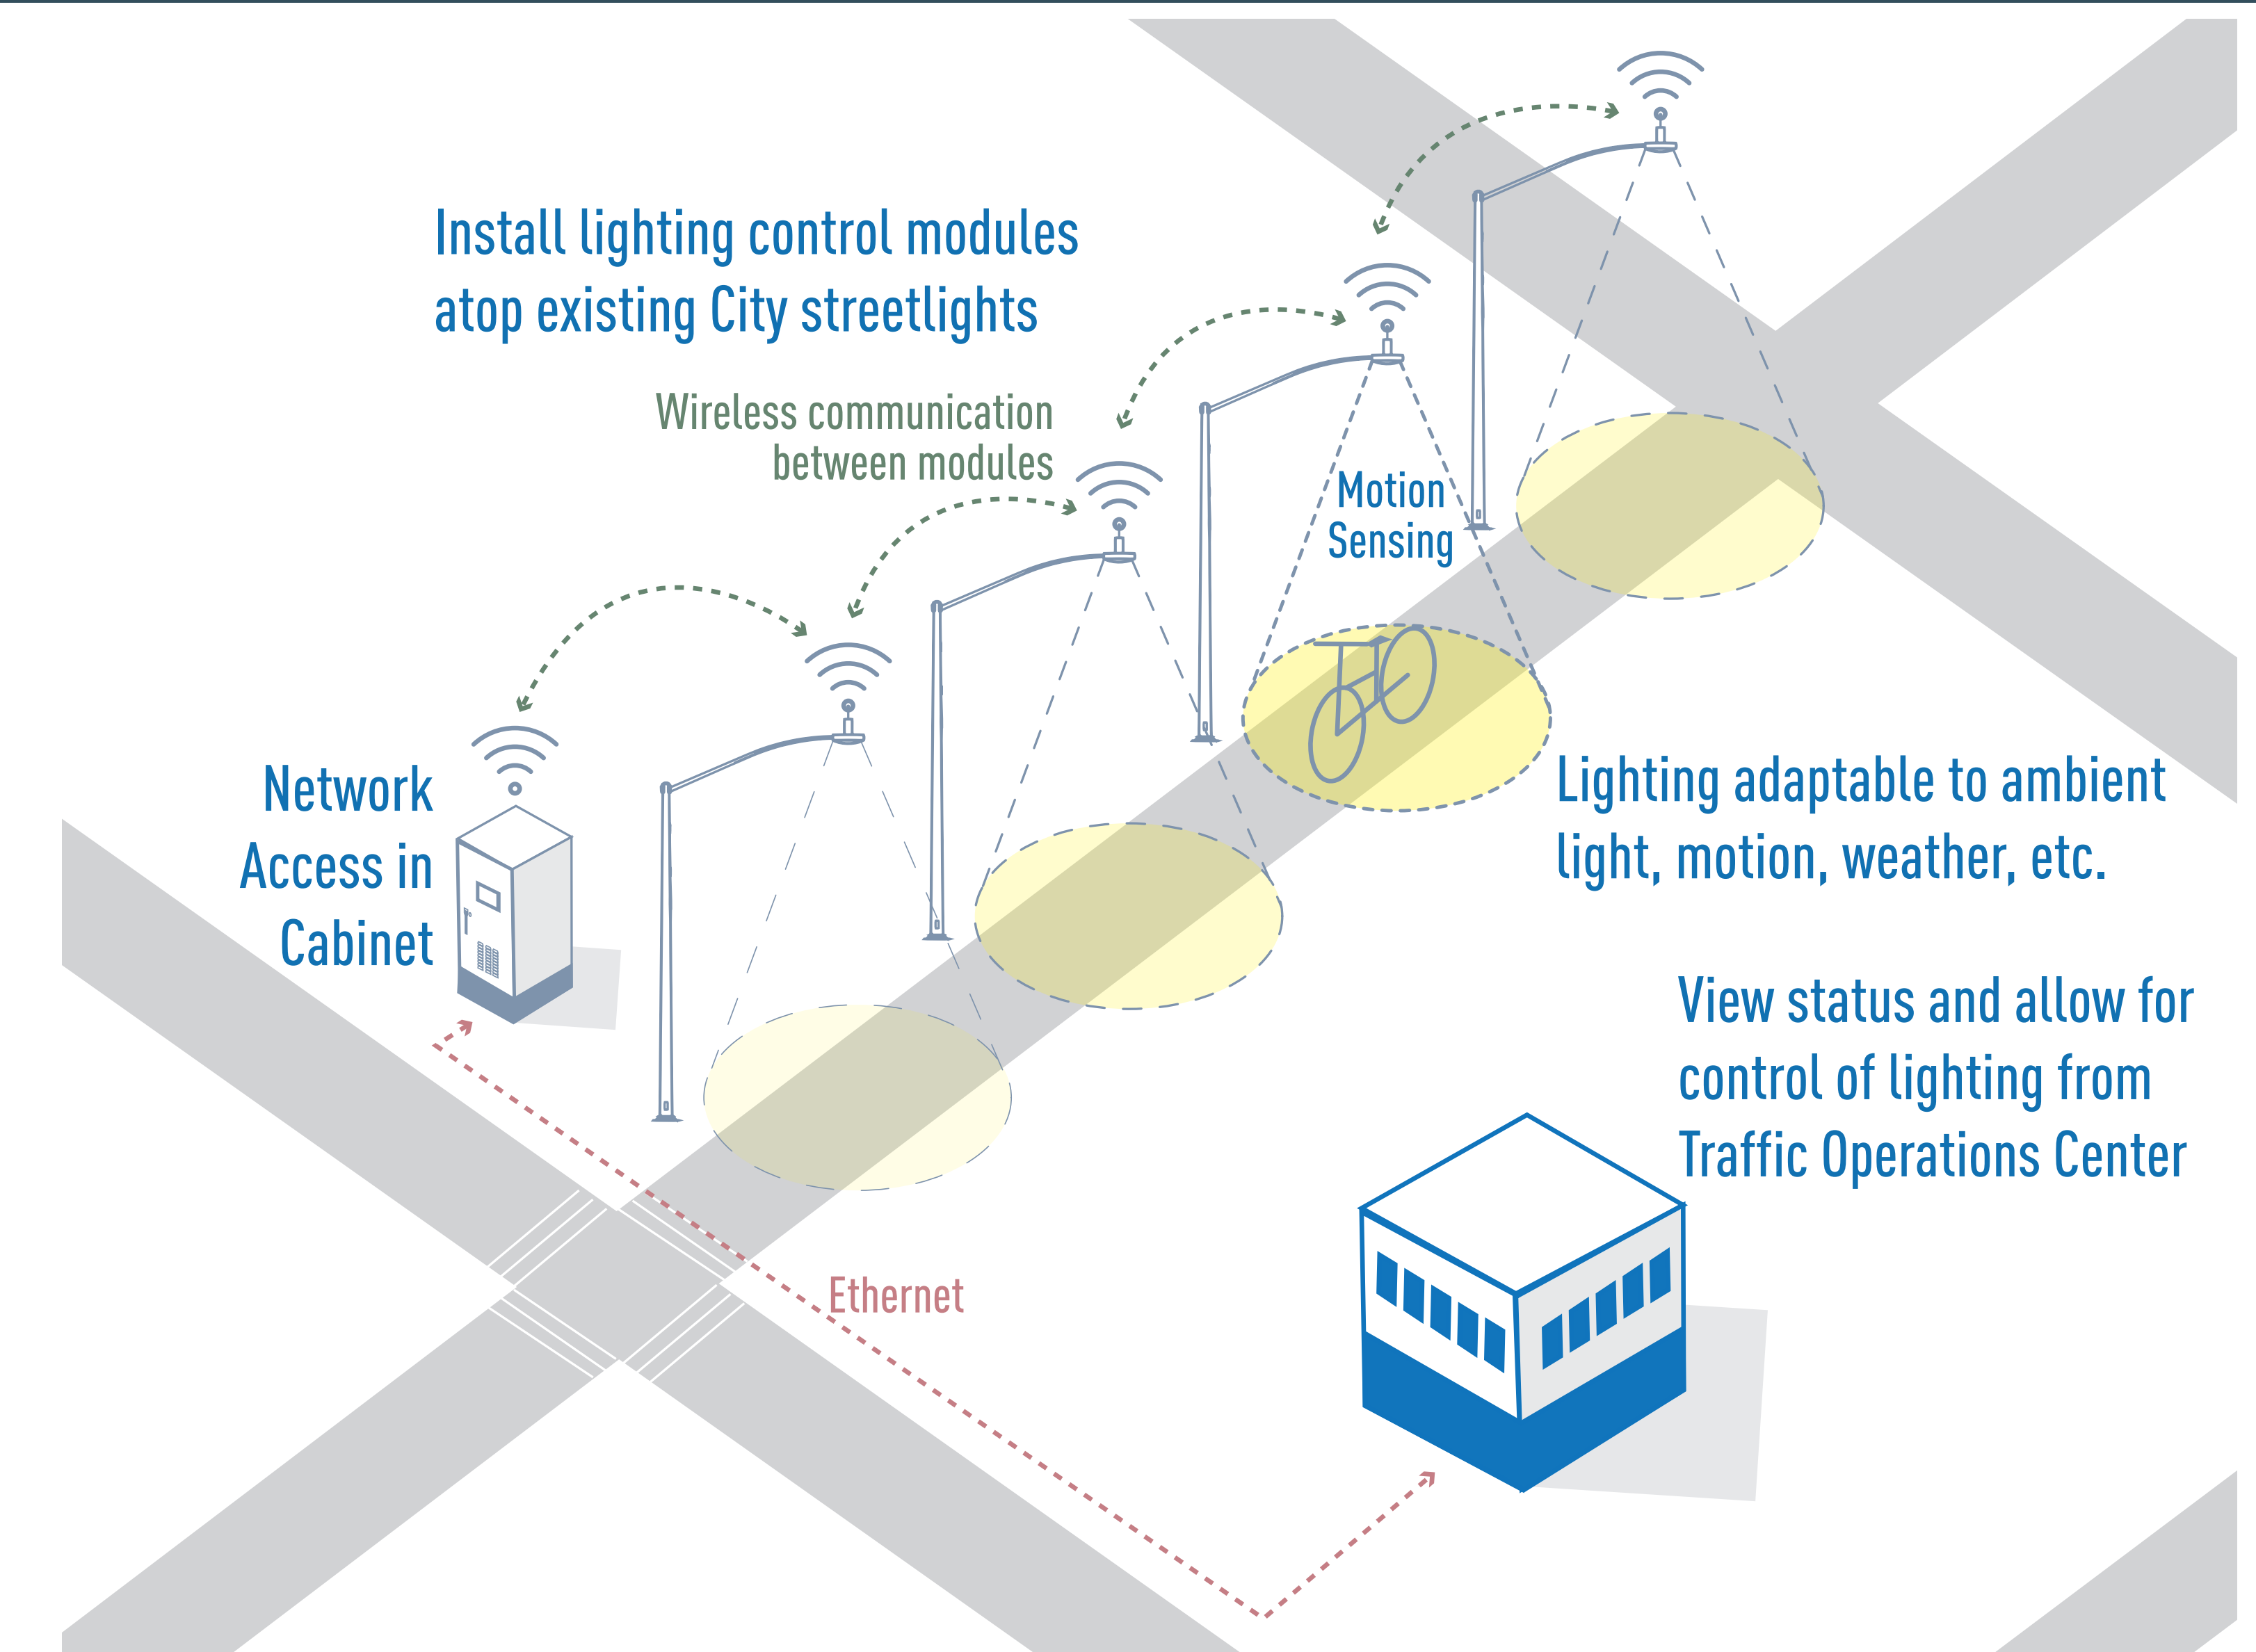 Install lighting control modules
atop existing City streetlights
Wireless communication
between modules
Motion
Sensing
Network
Access in
Cabinet
Lighting adaptable to ambient
light, motion, weather, etc.
View status and allow for
control of lighting from
Traffic Operations Center
Ethernet